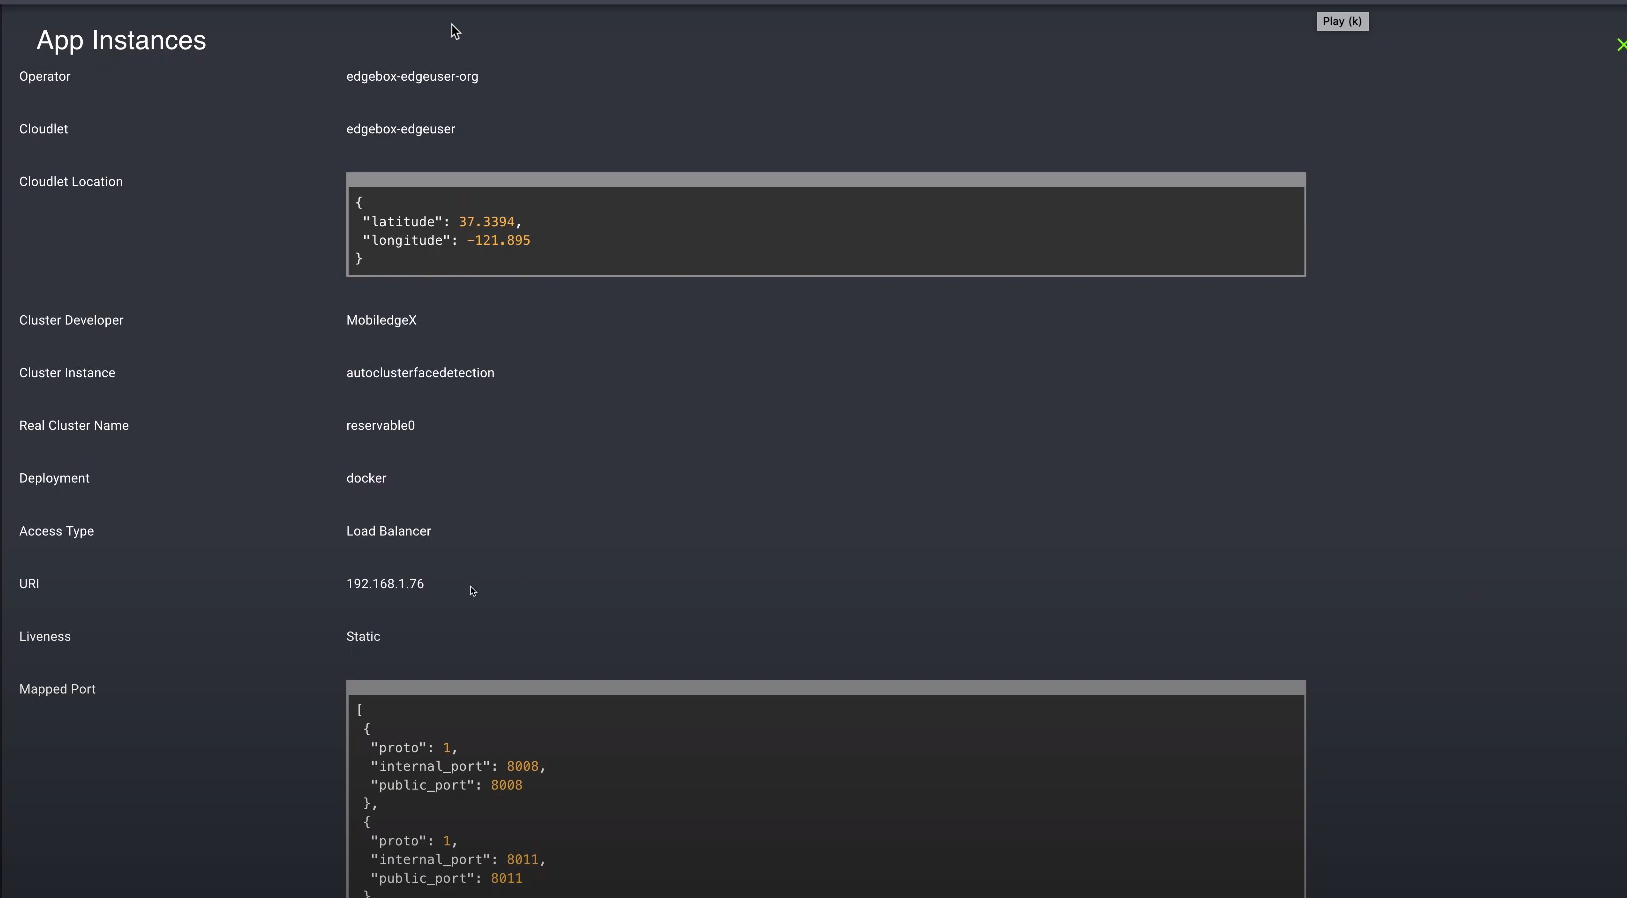 Play (k)
App Instances
Operator edgebox-edgeuser-org
Cloudlet edgebox-edgeuser
Cloudlet Location
{
"latitude": 37.3394,
"longitude": -121.895
}
Cluster Developer MobiledgeX
Cluster Instance autoclusterfacedetection
Real Cluster Name reservable0
Deployment docker
Access Type Load Balancer
URI 192.168.1.76
Liveness Static
Mapped Port
[
{
"proto": 1,
"internal_port": 8008,
"public_port": 8008
},
{
"proto": 1,
"internal_port": 8011,
"public_port": 8011
}